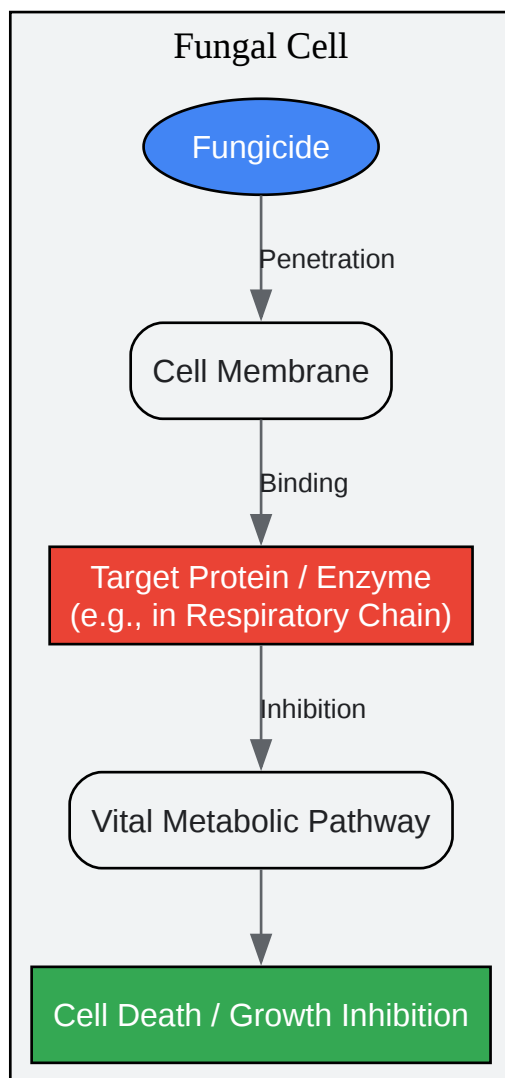 Fungal Cell
Fungicide
Penetration
Cell Membrane
Binding
Target Protein / Enzyme
(e.g., in Respiratory Chain)
Inhibition
Vital Metabolic Pathway
Cell Death / Growth Inhibition